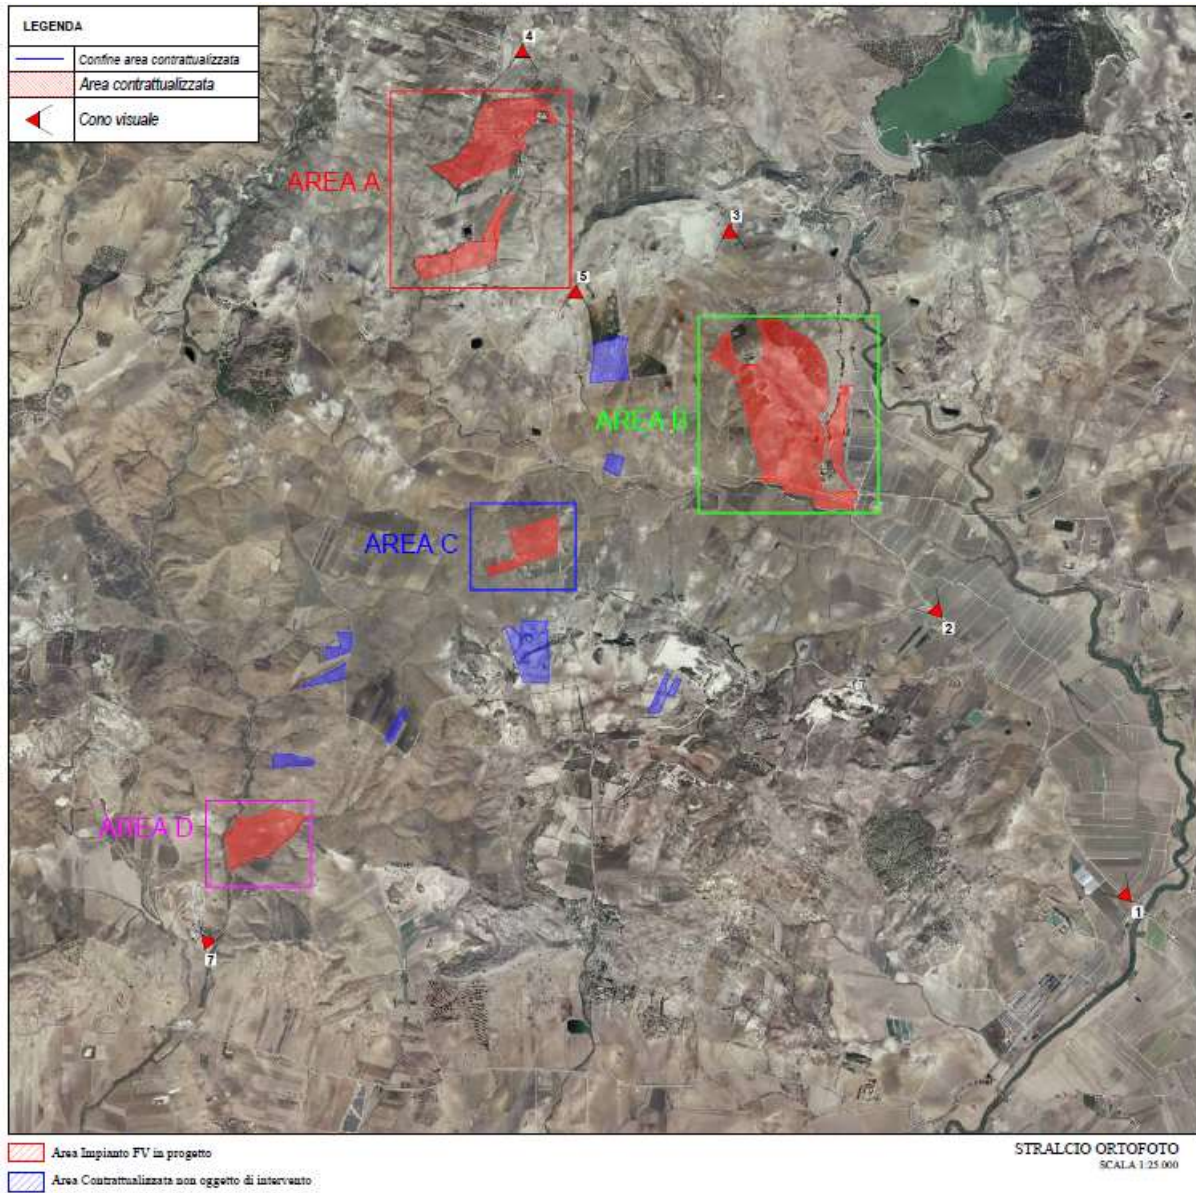 LEGENDA
Confine area contrattualizzata
Area contrattualizzata
Cono visuale
4
AREA A
3
5
AREA B
AREA C
2
AREA D
1
7
Area Impianto FV in progetto
Area Contrattualizzata non oggetto di intervento
STRALCIO ORTOFOTO
SCALA 1:25.000